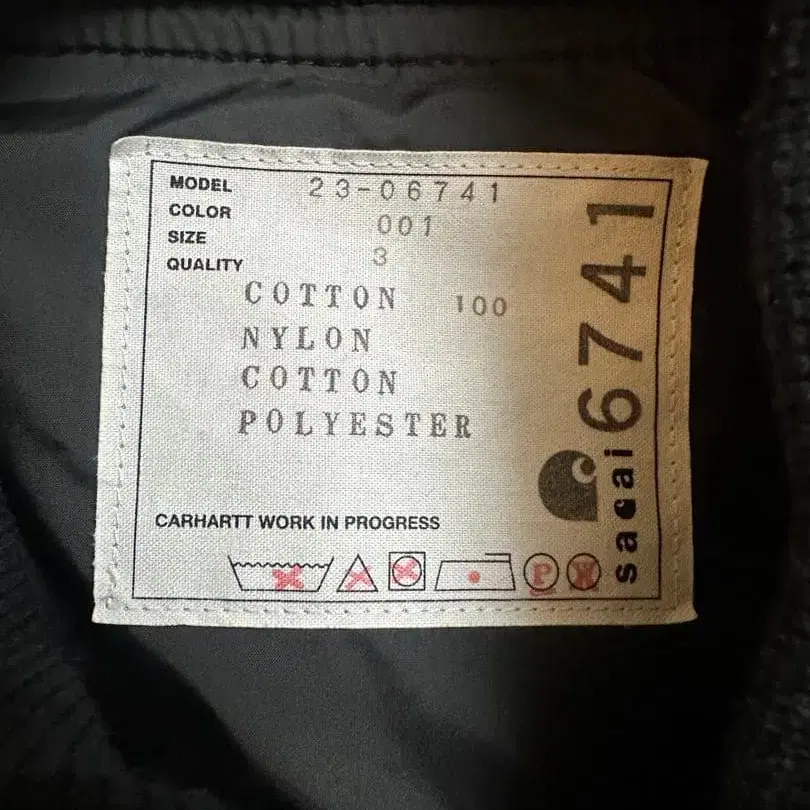 MODEL 23-06741
COLOR 001
SIZE 3
QUALITY
COTTON 100
NYLON
COTTON
POLYESTER
CARHARTT WORK IN PROGRESS
P W
sacai 6741